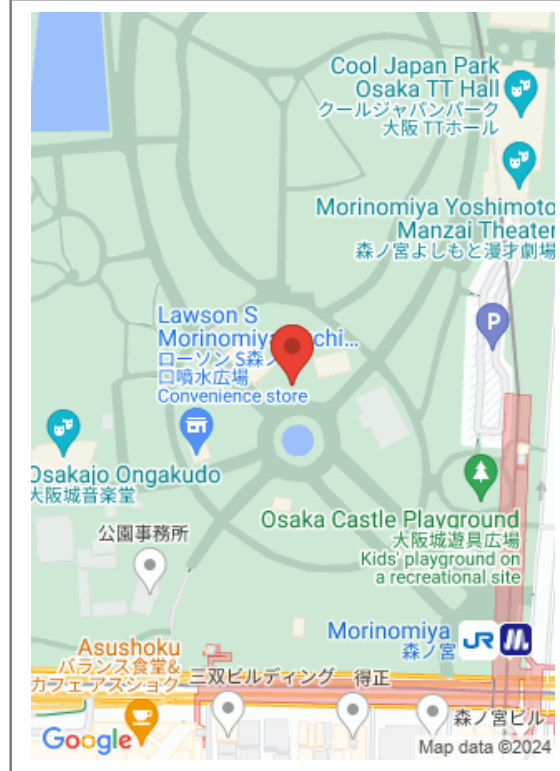 Cool Japan Park
Osaka TT Hall
クールジャパンパーク
大阪 TTホール
Morinomiya Yoshimoto
Manzai Theater
森ノ宮よしもと漫才劇場
P
Lawson S
Morinomiya
ローソン S森ノ
口噴水広場
Convenience store
Osakajo Ongakudo
大阪城音楽堂
公園事務所
Osaka Castle Playground
大阪城遊具広場
Kids' playground on
a recreational site
Morinomiya JR
森ノ宮
Asushoku
バランス食堂&
カフェ アスショク
三双ビルディング
得正
森ノ宮ビル
Google
Map data ©2024